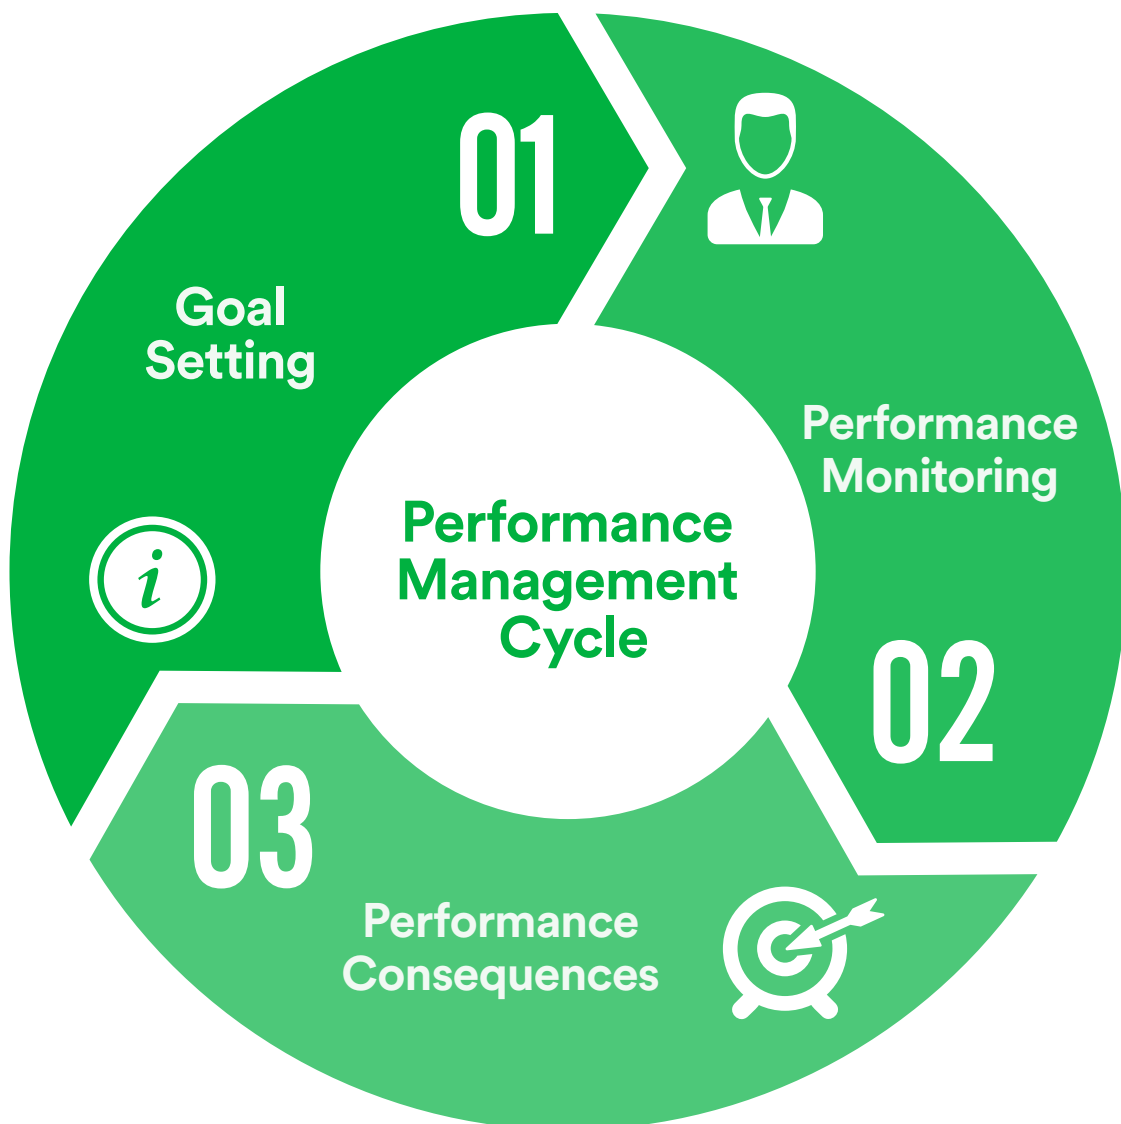 01
Goal
Setting
i
Performance
Monitoring
02
03
Performance
Consequences
Performance
Management
Cycle